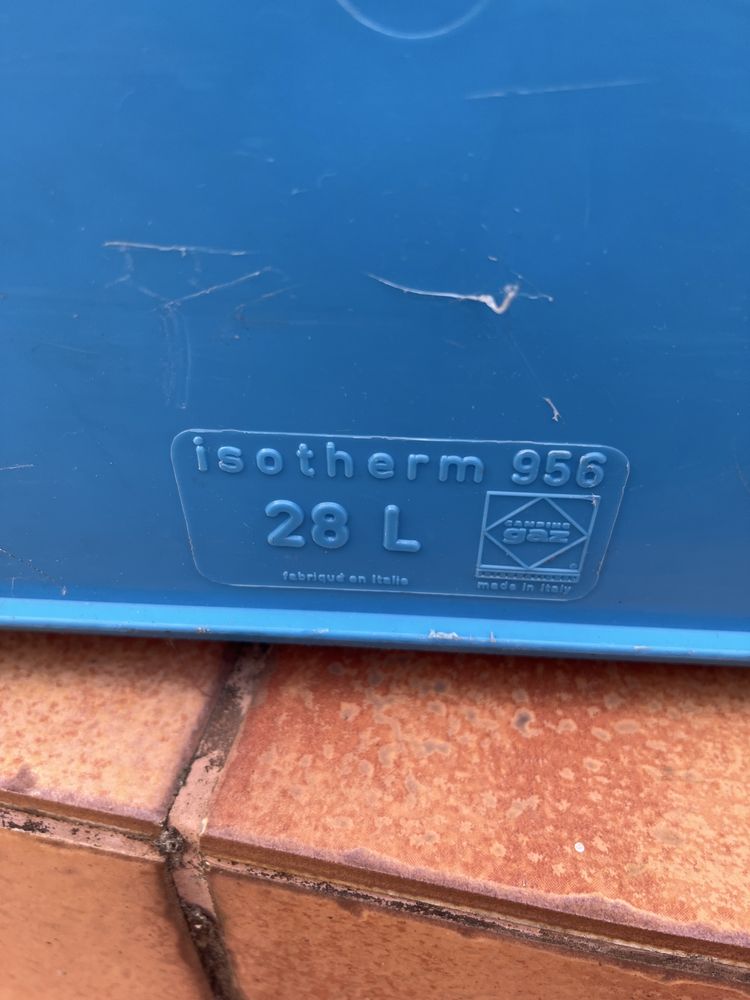 isotherm 956
28 L
CAMPING
gaz
fabriqué en Italie
made in Italy